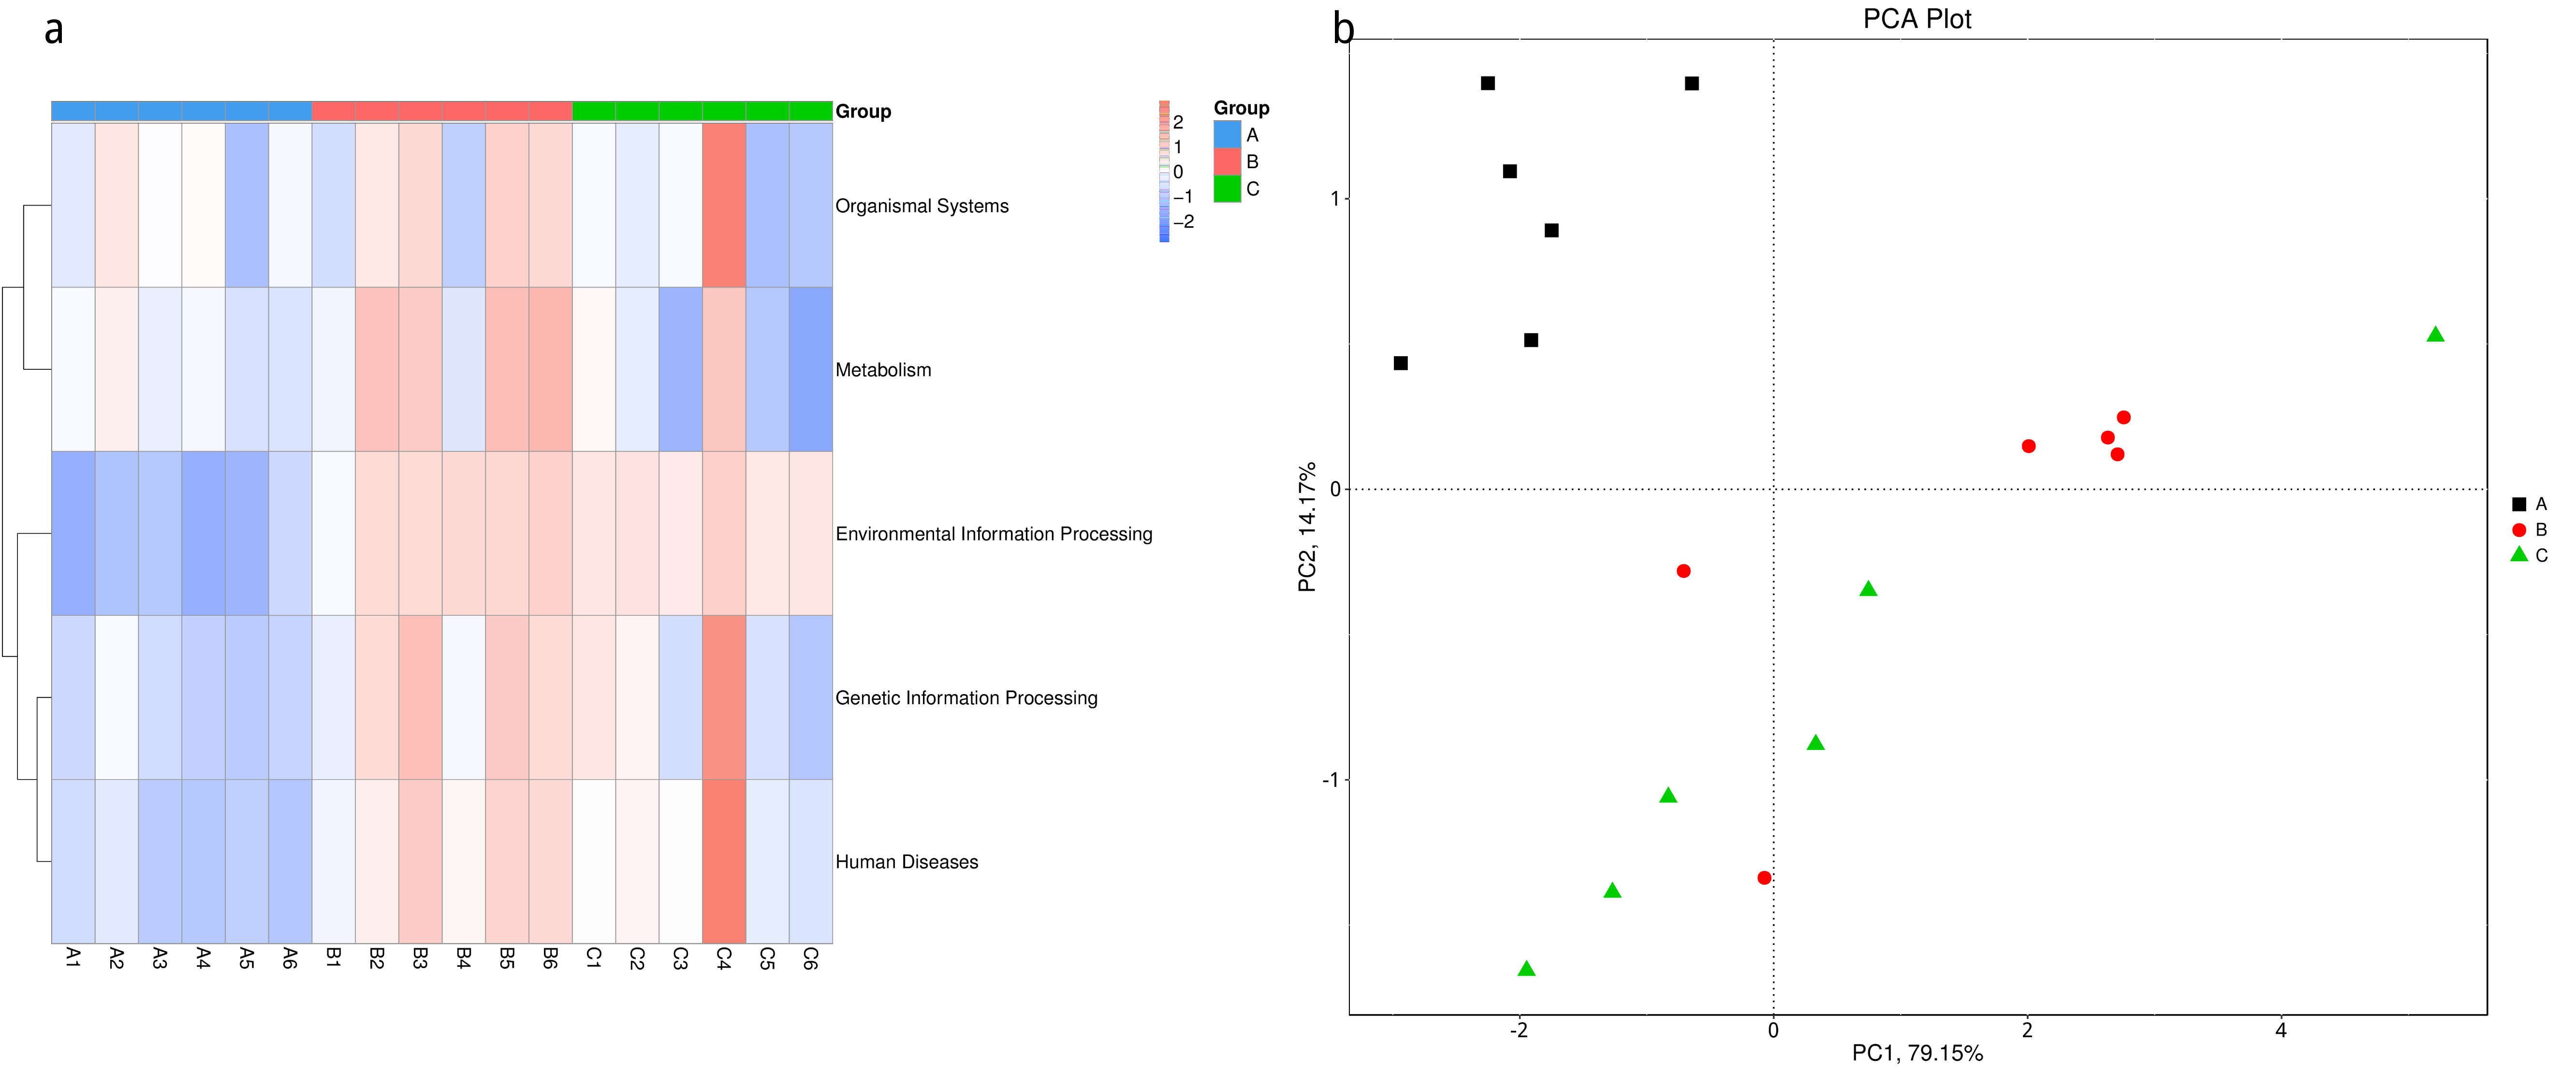 a
Group
Organismal Systems
Metabolism
Environmental Information Processing
Genetic Information Processing
Human Diseases
A1 A2 A3 A4 A5 A6 B1 B2 B3 B4 B5 B6 C1 C2 C3 C4 C5 C6
2
1
0
−1
−2
Group
A
B
C
b
PCA Plot
PC2, 14.17%
1
0
-1
-2 0 2 4
PC1, 79.15%
A
B
C